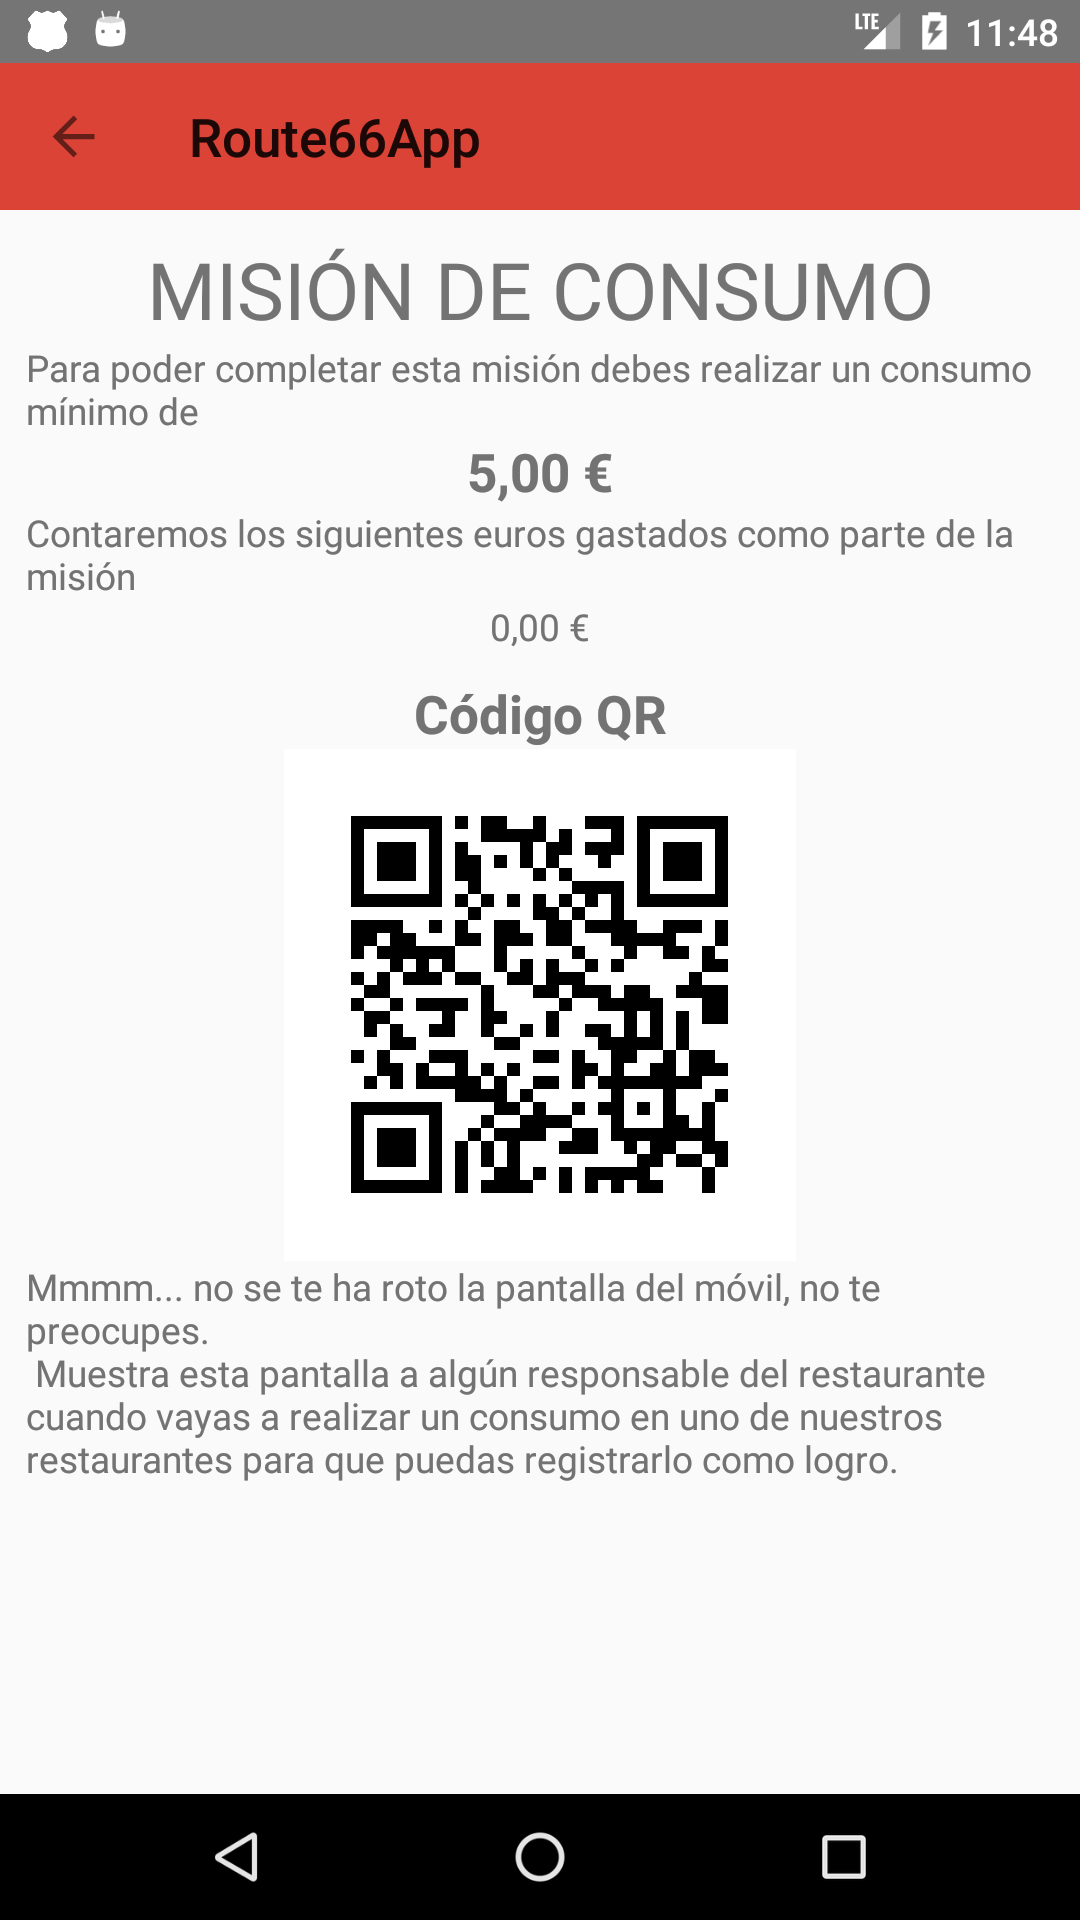 LTE 11:48
Route66App
MISIÓN DE CONSUMO
Para poder completar esta misión debes realizar un consumo
mínimo de
5,00 €
Contaremos los siguientes euros gastados como parte de la
misión
0,00 €
Código QR
Mmmm... no se te ha roto la pantalla del móvil, no te
preocupes.
Muestra esta pantalla a algún responsable del restaurante
cuando vayas a realizar un consumo en uno de nuestros
restaurantes para que puedas registrarlo como logro.